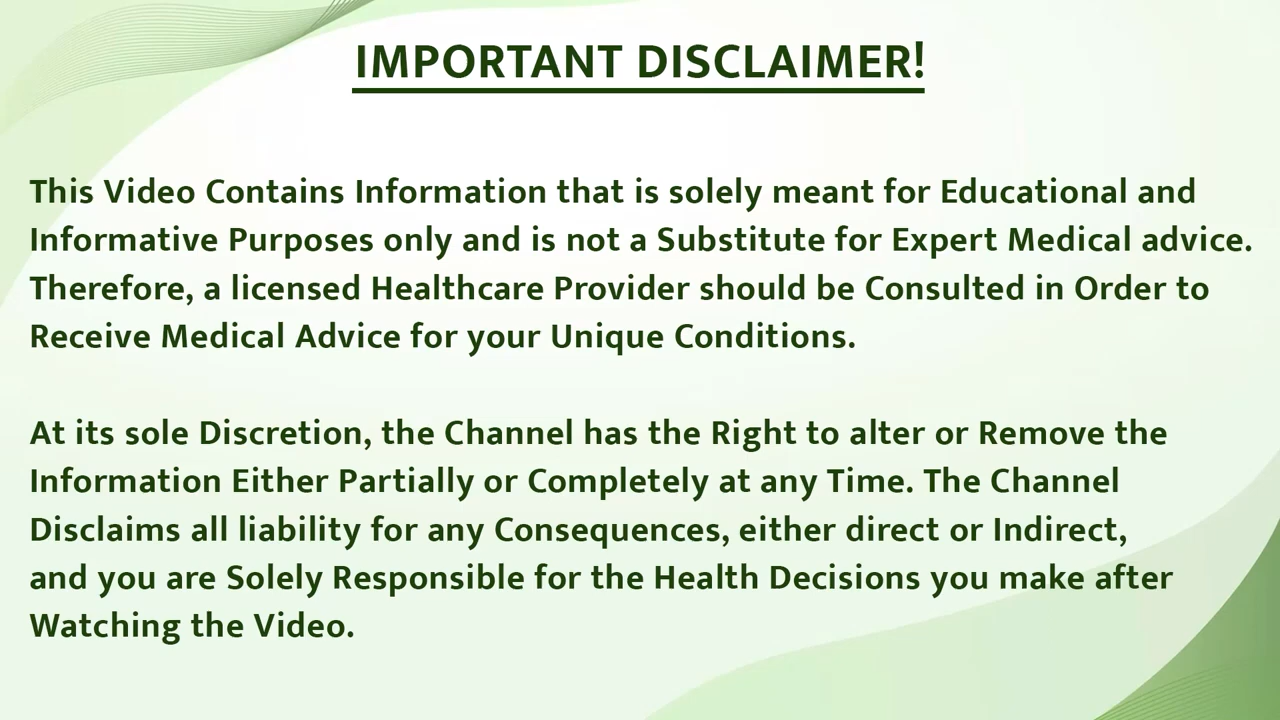 IMPORTANT DISCLAIMER!
This Video Contains Information that is solely meant for Educational and
Informative Purposes only and is not a Substitute for Expert Medical advice.
Therefore, a licensed Healthcare Provider should be Consulted in Order to
Receive Medical Advice for your Unique Conditions.
At its sole Discretion, the Channel has the Right to alter or Remove the
Information Either Partially or Completely at any Time. The Channel
Disclaims all liability for any Consequences, either direct or Indirect,
and you are Solely Responsible for the Health Decisions you make after
Watching the Video.